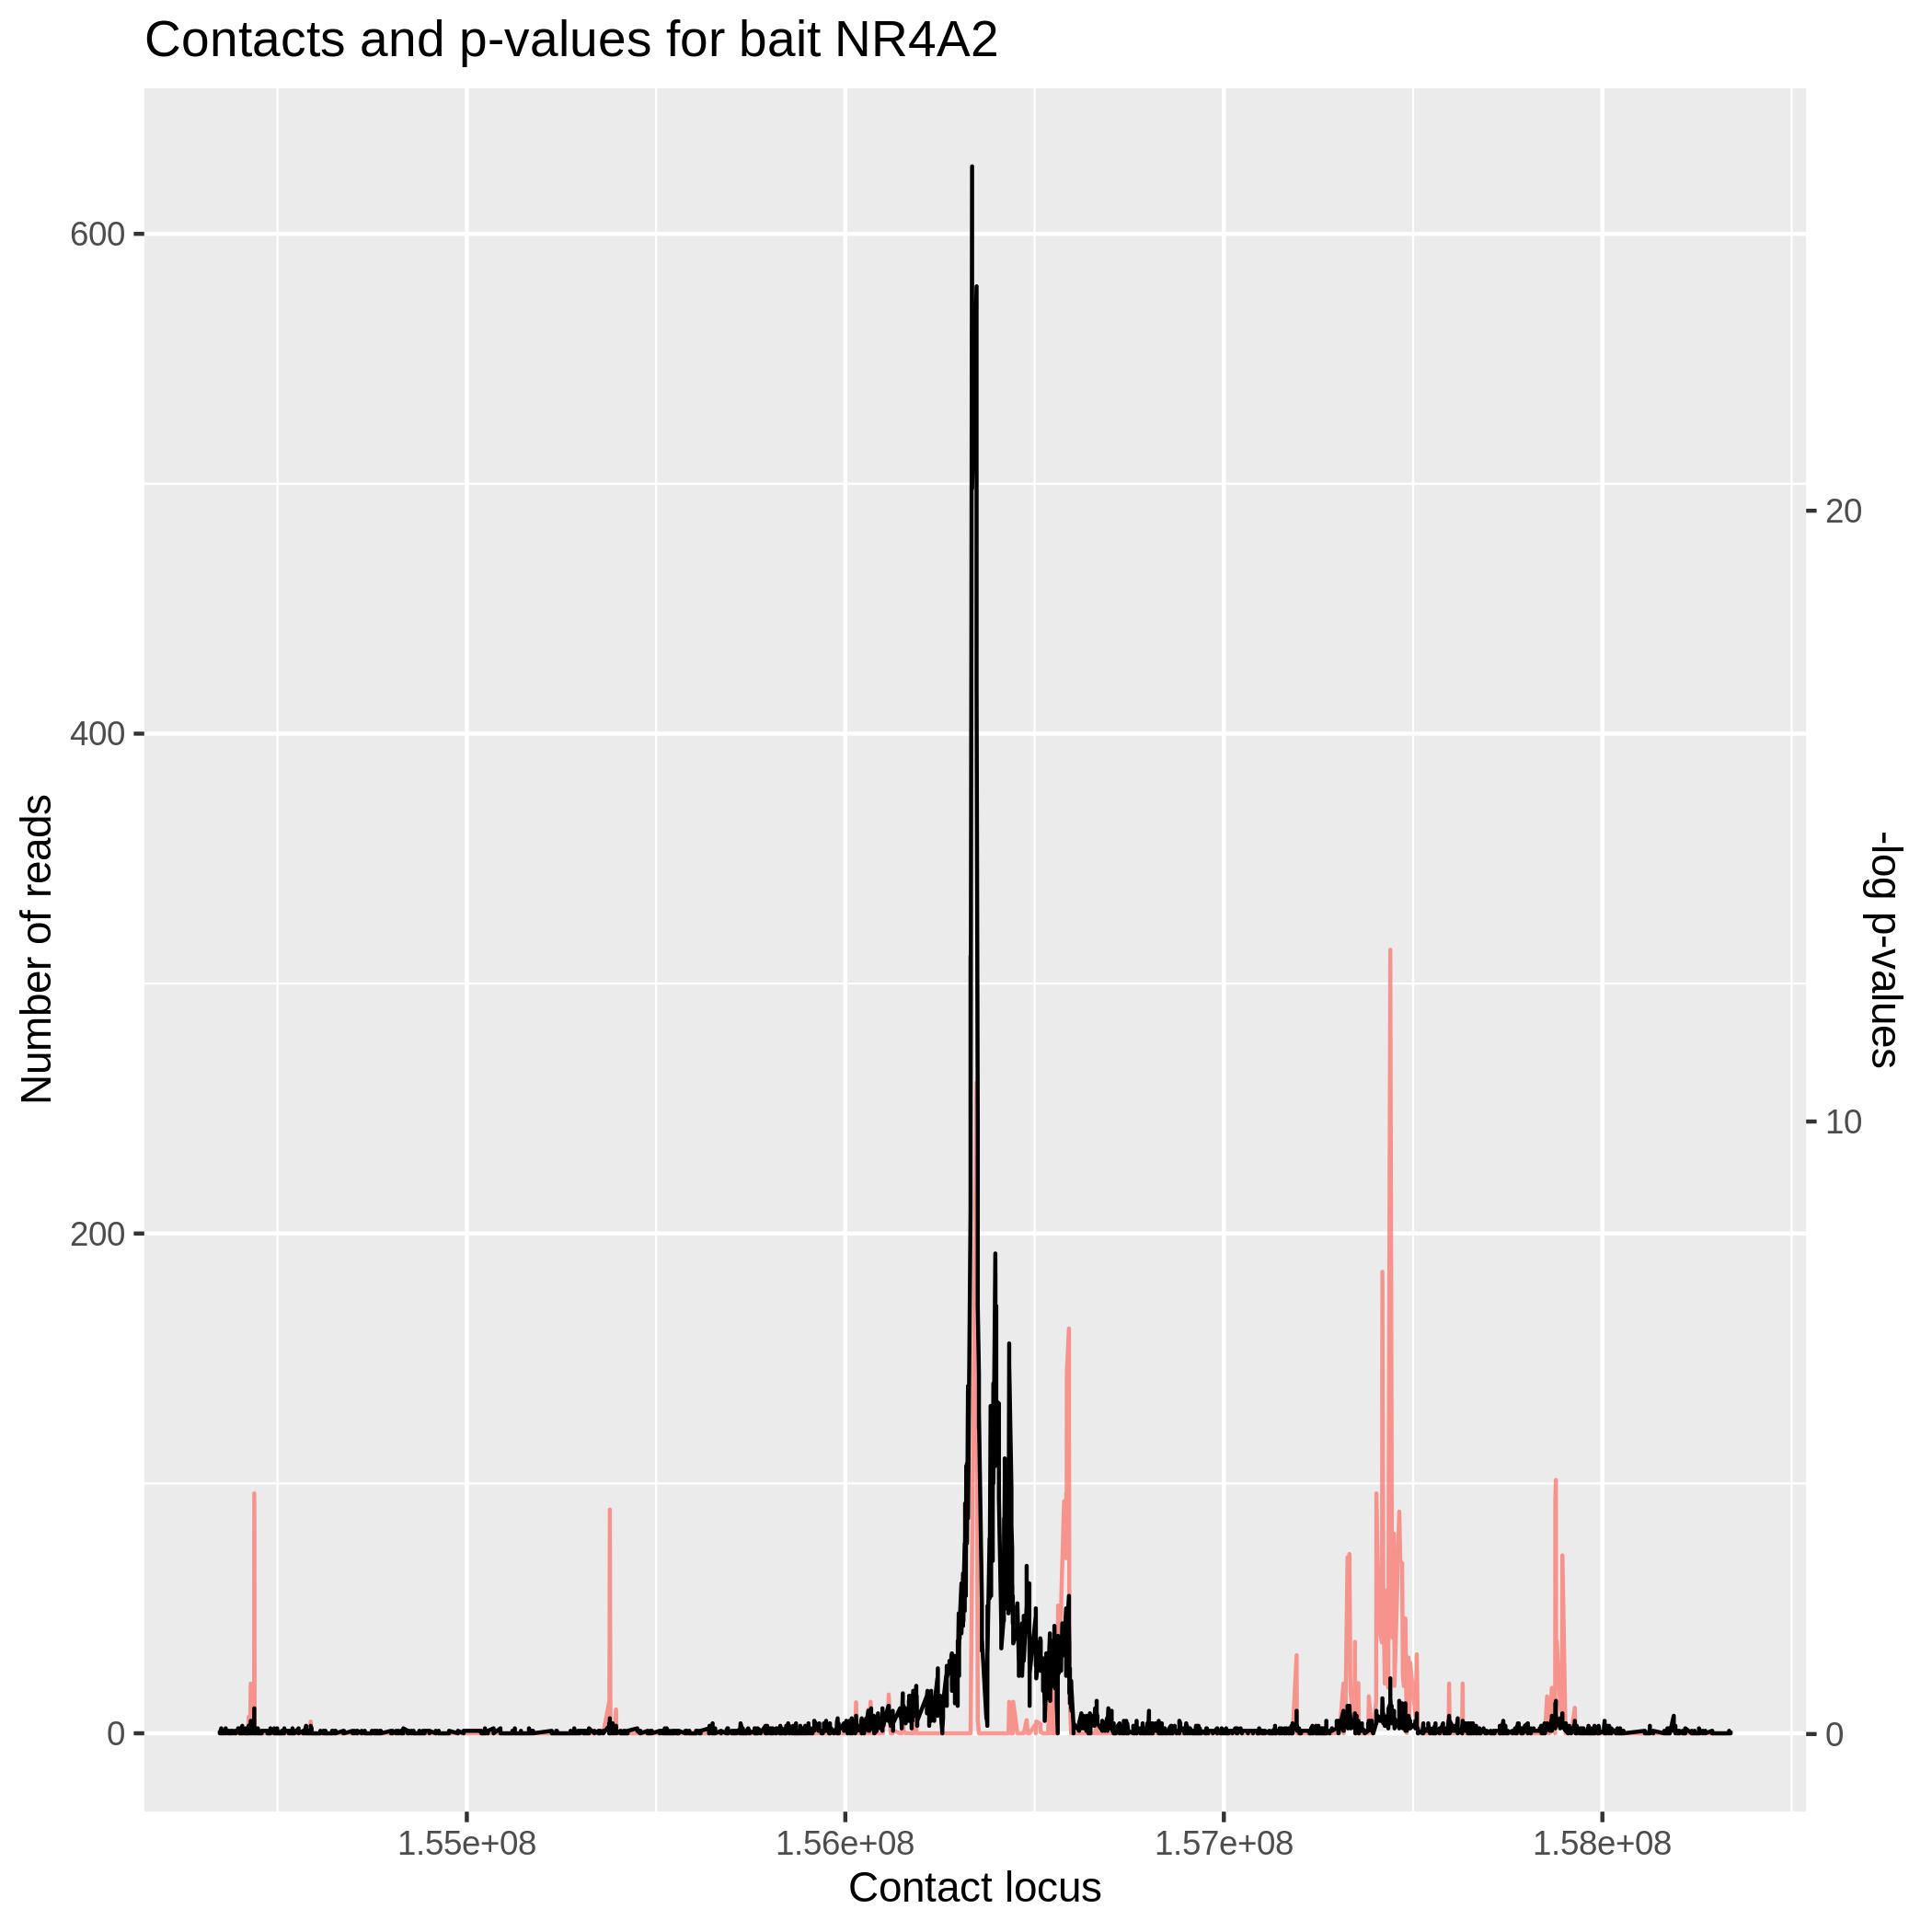 Contacts and p-values for bait NR4A2
600
400
200
0
Number of reads
20
10
0
-log p-values
1.55e+08
1.56e+08
1.57e+08
1.58e+08
Contact locus